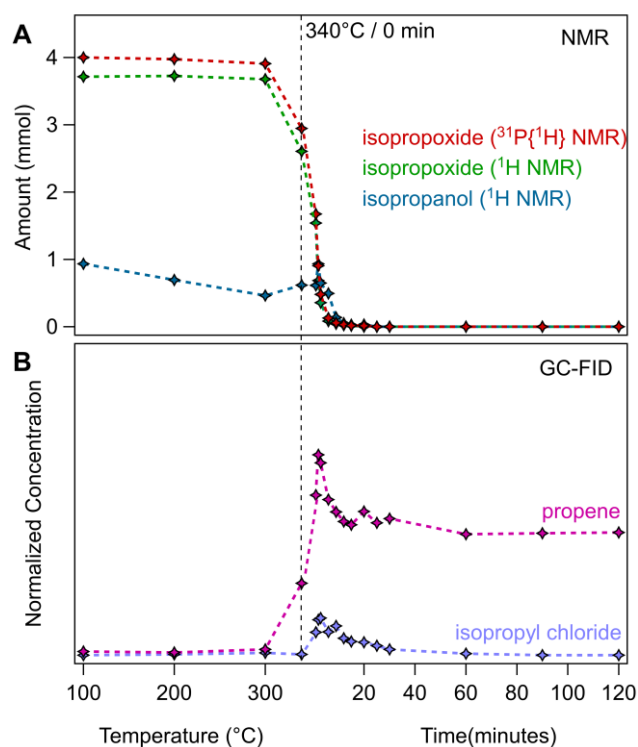 A
340°C / 0 min
NMR
4
3
2
1
0
Amount (mmol)
isopropoxide (³¹P{¹H} NMR)
isopropoxide (¹H NMR)
isopropanol (¹H NMR)
B
GC-FID
Normalized Concentration
propene
isopropyl chloride
100 200 300 20 40 60 80 100 120
Temperature (°C) Time(minutes)